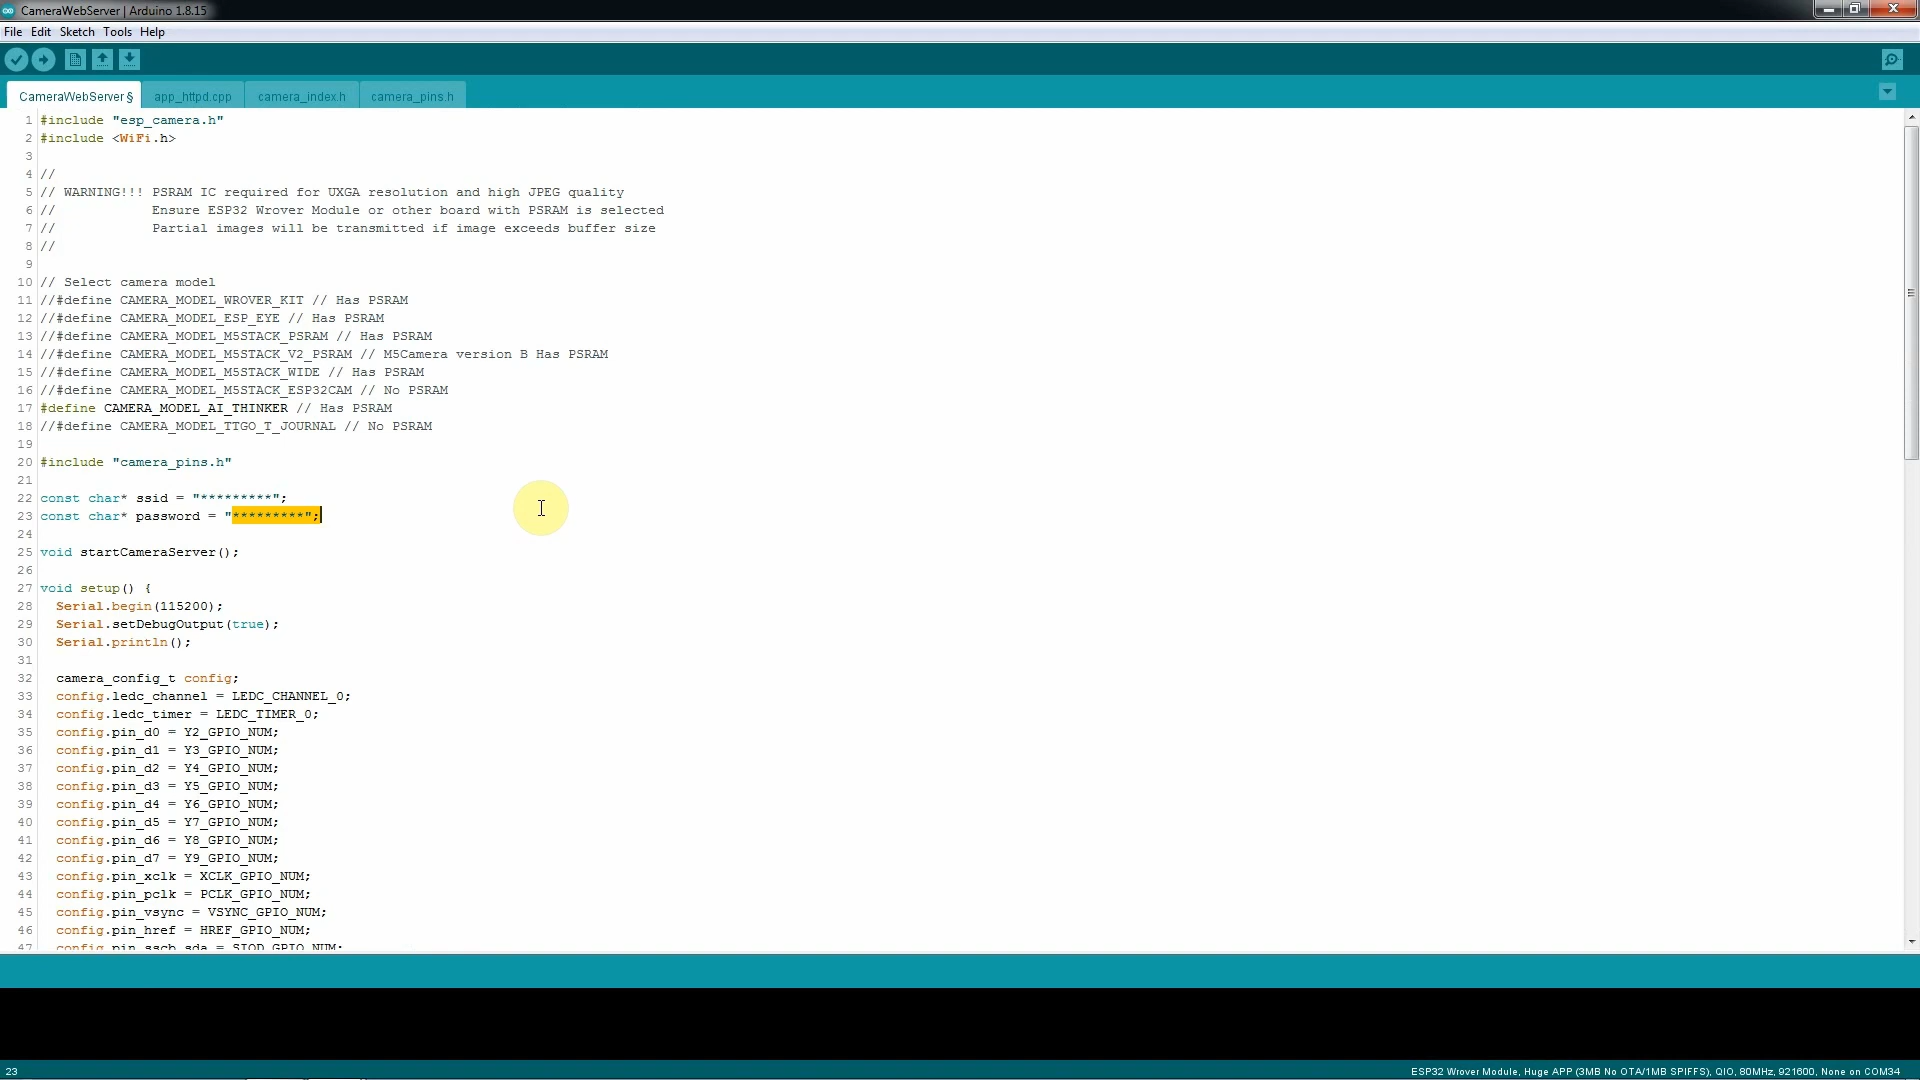 CameraWebServer | Arduino 1.8.15
File Edit Sketch Tools Help
CameraWebServer § app_httpd.cpp camera_index.h camera_pins.h
1 #include "esp_camera.h"
2 #include <WiFi.h>
3
4 //
5 // WARNING!!! PSRAM IC required for UXGA resolution and high JPEG quality
6 //            Ensure ESP32 Wrover Module or other board with PSRAM is selected
7 //            Partial images will be transmitted if image exceeds buffer size
8 //
9
10 // Select camera model
11 //#define CAMERA_MODEL_WROVER_KIT // Has PSRAM
12 //#define CAMERA_MODEL_ESP_EYE // Has PSRAM
13 //#define CAMERA_MODEL_M5STACK_PSRAM // Has PSRAM
14 //#define CAMERA_MODEL_M5STACK_V2_PSRAM // M5Camera version B Has PSRAM
15 //#define CAMERA_MODEL_M5STACK_WIDE // Has PSRAM
16 //#define CAMERA_MODEL_M5STACK_ESP32CAM // No PSRAM
17 #define CAMERA_MODEL_AI_THINKER // Has PSRAM
18 //#define CAMERA_MODEL_TTGO_T_JOURNAL // No PSRAM
19
20 #include "camera_pins.h"
21
22 const char* ssid = "*********";
23 const char* password = "*********";
24
25 void startCameraServer();
26
27 void setup() {
28   Serial.begin(115200);
29   Serial.setDebugOutput(true);
30   Serial.println();
31
32   camera_config_t config;
33   config.ledc_channel = LEDC_CHANNEL_0;
34   config.ledc_timer = LEDC_TIMER_0;
35   config.pin_d0 = Y2_GPIO_NUM;
36   config.pin_d1 = Y3_GPIO_NUM;
37   config.pin_d2 = Y4_GPIO_NUM;
38   config.pin_d3 = Y5_GPIO_NUM;
39   config.pin_d4 = Y6_GPIO_NUM;
40   config.pin_d5 = Y7_GPIO_NUM;
41   config.pin_d6 = Y8_GPIO_NUM;
42   config.pin_d7 = Y9_GPIO_NUM;
43   config.pin_xclk = XCLK_GPIO_NUM;
44   config.pin_pclk = PCLK_GPIO_NUM;
45   config.pin_vsync = VSYNC_GPIO_NUM;
46   config.pin_href = HREF_GPIO_NUM;
47   config.pin_sscb_sda = SIOD_GPIO_NUM;
23 ESP32 Wrover Module, Huge APP (3MB No OTA/1MB SPIFFS), QIO, 80MHz, 921600, None on COM34